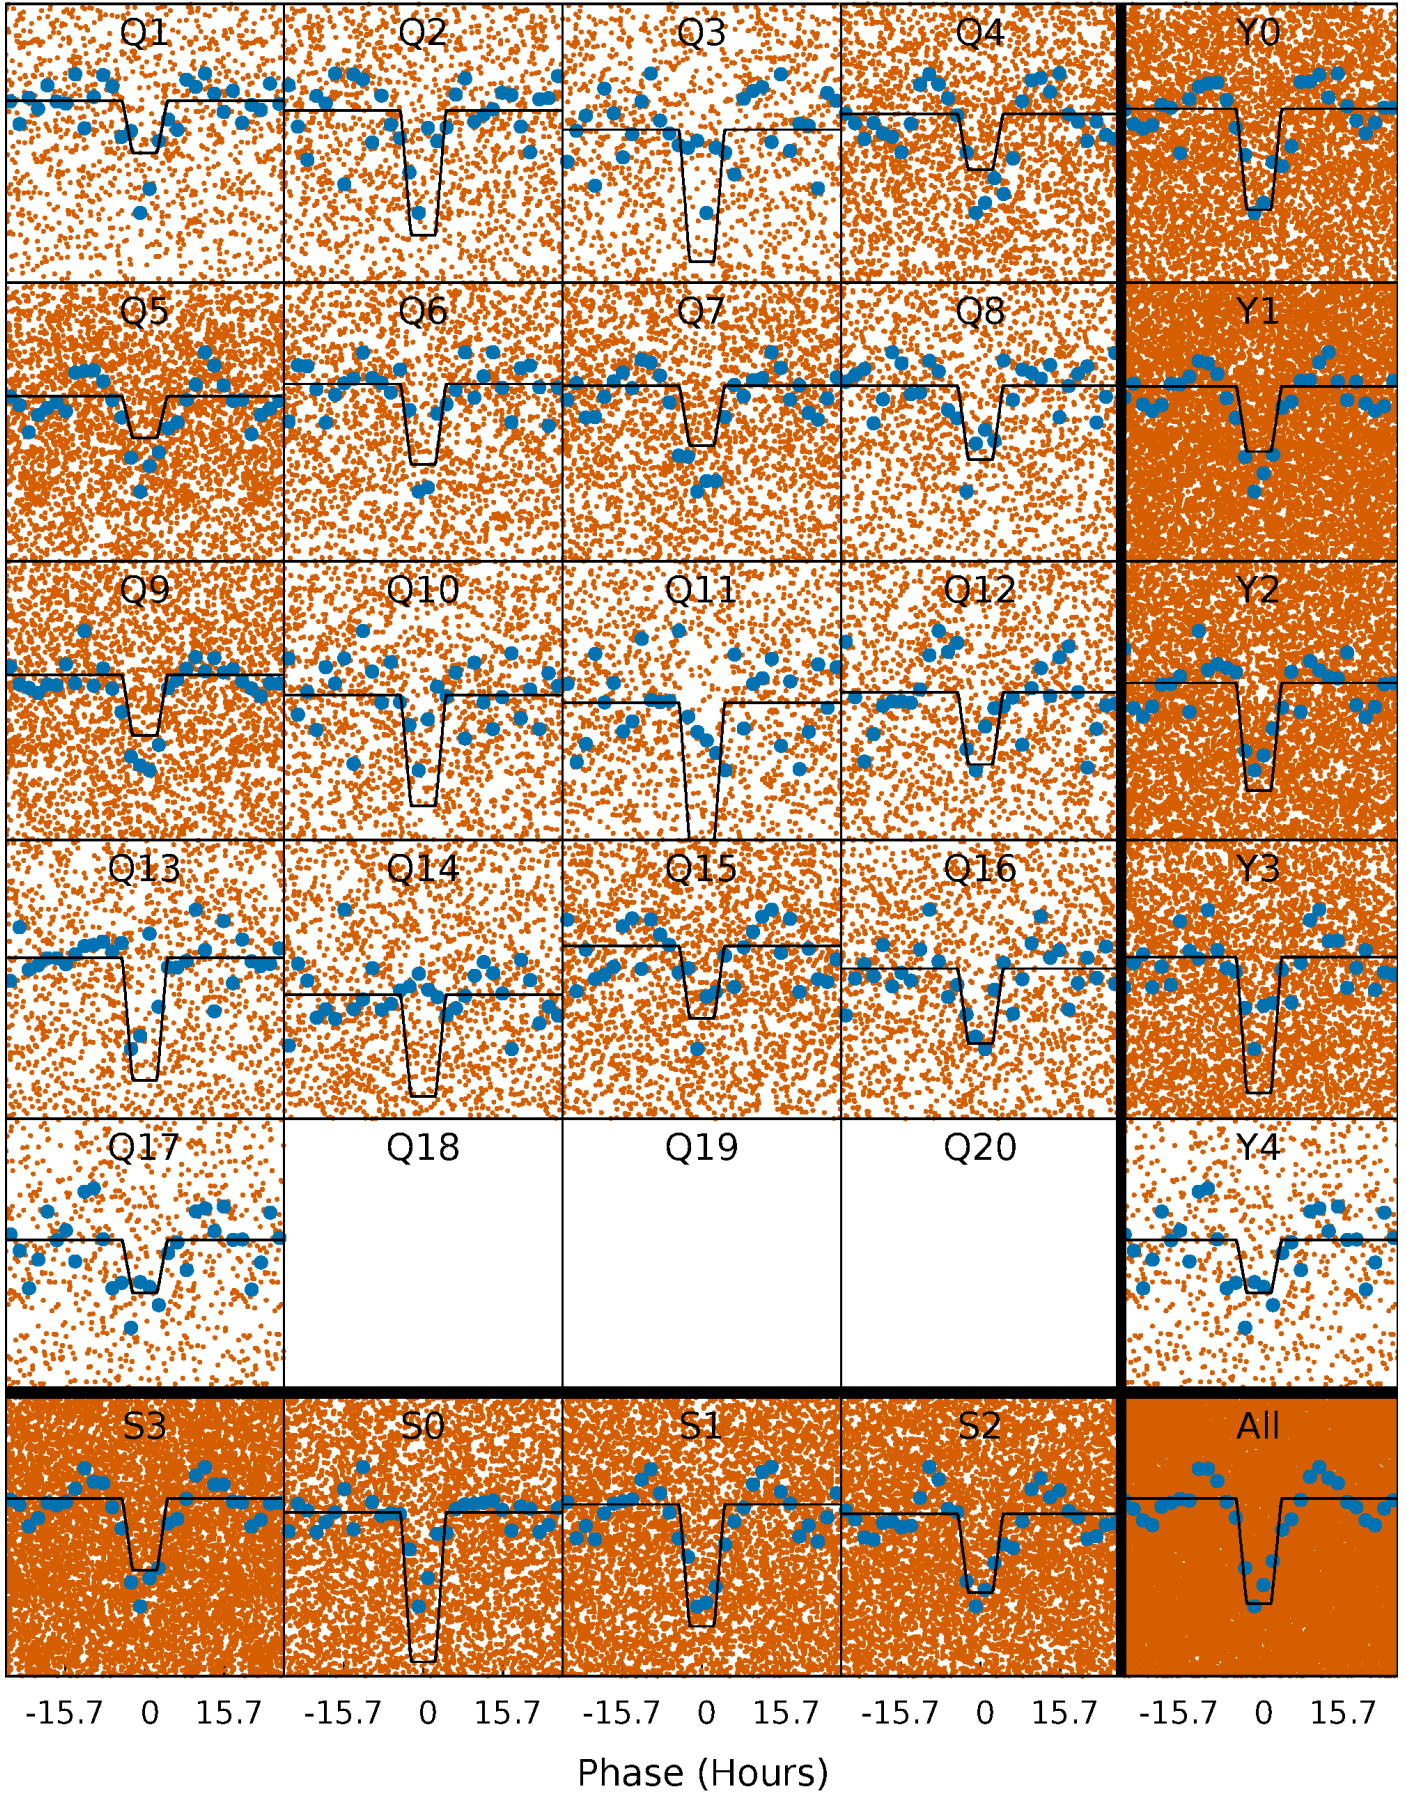 Q1 Q2 Q3 Q4 Y0
Q5 Q6 Q7 Q8 Y1
Q9 Q10 Q11 Q12 Y2
Q13 Q14 Q15 Q16 Y3
Q17 Q18 Q19 Q20 Y4
S3 S0 S1 S2 All
-15.7 0 15.7 -15.7 0 15.7 -15.7 0 15.7 -15.7 0 15.7 -15.7 0 15.7
Phase (Hours)